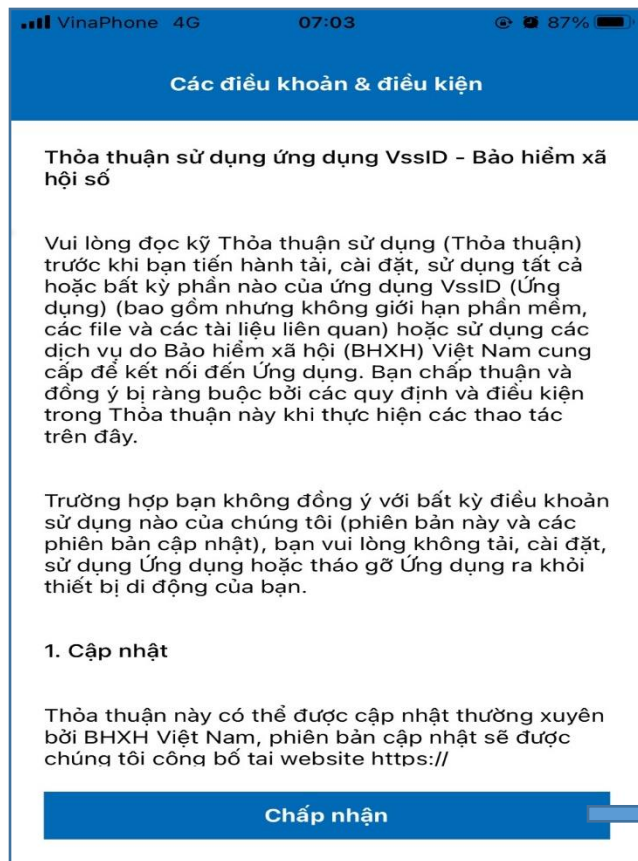 VinaPhone 4G 07:03 87%
Các điều khoản & điều kiện
Thỏa thuận sử dụng ứng dụng VssID - Bảo hiểm xã
hội số
Vui lòng đọc kỹ Thỏa thuận sử dụng (Thỏa thuận)
trước khi bạn tiến hành tải, cài đặt, sử dụng tất cả
hoặc bất kỳ phần nào của ứng dụng VssID (Ứng
dụng) (bao gồm nhưng không giới hạn phần mềm,
các file và các tài liệu liên quan) hoặc sử dụng các
dịch vụ do Bảo hiểm xã hội (BHXH) Việt Nam cung
cấp để kết nối đến Ứng dụng. Bạn chấp thuận và
đồng ý bị ràng buộc bởi các quy định và điều kiện
trong Thỏa thuận này khi thực hiện các thao tác
trên đây.
Trường hợp bạn không đồng ý với bất kỳ điều khoản
sử dụng nào của chúng tôi (phiên bản này và các
phiên bản cập nhật), bạn vui lòng không tải, cài đặt,
sử dụng Ứng dụng hoặc tháo gỡ Ứng dụng ra khỏi
thiết bị di động của bạn.
1. Cập nhật
Thỏa thuận này có thể được cập nhật thường xuyên
bởi BHXH Việt Nam, phiên bản cập nhật sẽ được
chúng tôi công bố tại website https://
Chấp nhận